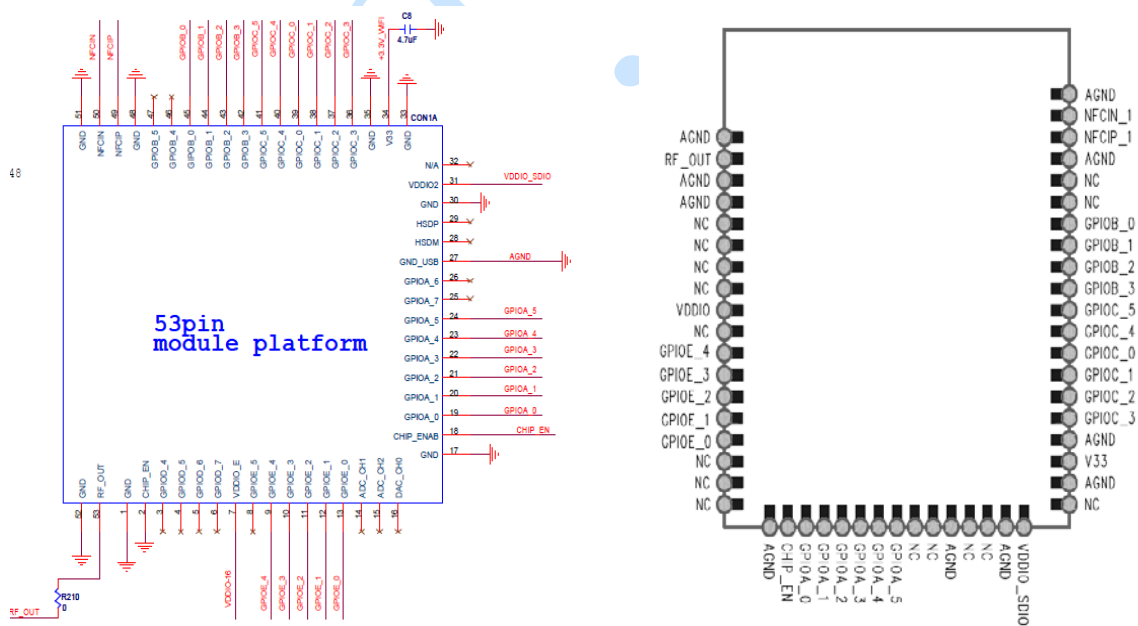 C8
4.7uF
+3.3V_WIFI
NFCIN
NFCIP
GPIOB_0
GPIOB_1
GPIOB_2
GPIOB_3
GPIOC_5
GPIOC_4
GPIOC_0
GPIOC_1
GPIOC_2
GPIOC_3
51
50
49
48
47
46
45
44
43
42
41
40
39
38
37
36
35
34
33
CON1A
GND
NFCIN
NFCIP
GND
GPIOB_5
GPIOB_4
GPIOB_0
GPIOB_1
GPIOB_2
GPIOB_3
GPIOC_5
GPIOC_4
GPIOC_0
GPIOC_1
GPIOC_2
GPIOC_3
GND
V33
GND
48
N/A 32
VDDIO2 31 VDDIO_SDIO
GND 30
HSDP 29
HSDM 28
GND_USB 27 AGND
GPIOA_6 26
GPIOA_7 25
GPIOA_5 24 GPIOA_5
GPIOA_4 23 GPIOA_4
GPIOA_3 22 GPIOA_3
GPIOA_2 21 GPIOA_2
GPIOA_1 20 GPIOA_1
GPIOA_0 19 GPIOA_0
CHIP_ENAB 18 CHIP_EN
GND 17
53pin
module platform
GND
RF_OUT
GND
CHIP_EN
GPIOD_4
GPIOD_5
GPIOD_6
GPIOD_7
VDDIO_E
GPIOE_5
GPIOE_4
GPIOE_3
GPIOE_2
GPIOE_1
GPIOE_0
ADC_CH1
ADC_CH2
DAC_CH0
52
53
1
2
3
4
5
6
7
8
9
10
11
12
13
14
15
16
VDDIO-16
GPIOE_4
GPIOE_3
GPIOE_2
GPIOE_1
GPIOE_0
R210
0
RF_OUT
AGND
RF_OUT
AGND
AGND
NC
NC
NC
NC
VDDIO
NC
GPIOE_4
GPIOE_3
GPIOE_2
GPIOE_1
GPIOE_0
NC
NC
NC
AGND
CHIP_EN
GPIOA_0
GPIOA_1
GPIOA_2
GPIOA_3
GPIOA_4
GPIOA_5
NC
NC
AGND
NC
NC
AGND
VDDIO_SDIO
AGND
NFCIN_1
NFCIP_1
AGND
NC
NC
GPIOB_0
GPIOB_1
GPIOB_2
GPIOB_3
GPIOC_5
GPIOC_4
GPIOC_0
GPIOC_1
GPIOC_2
GPIOC_3
AGND
V33
AGND
NC